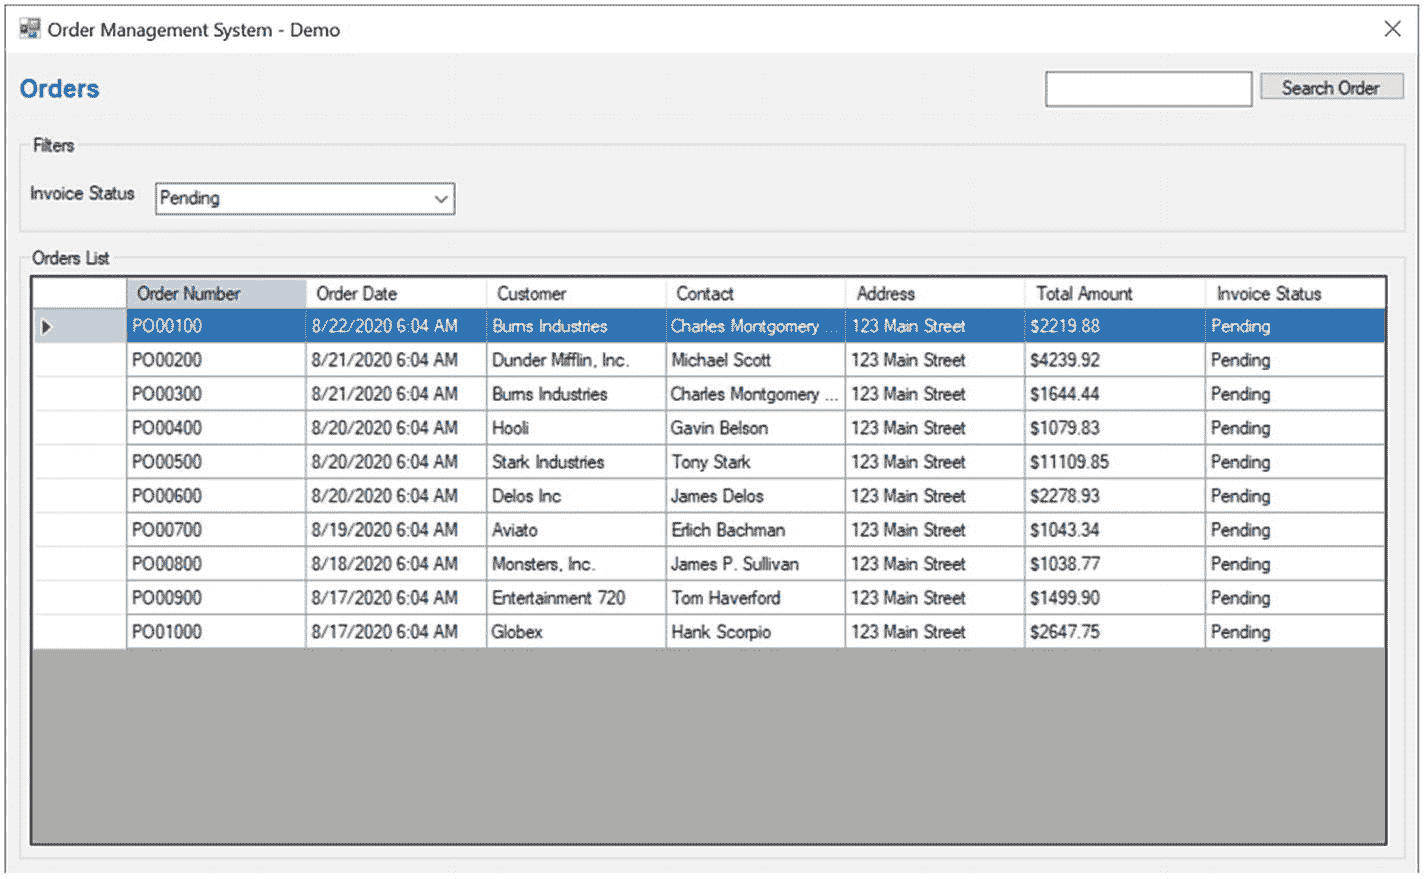 Order Management System - Demo
Orders
Search Order
Filters
Invoice Status Pending
Orders List
Order Number Order Date Customer Contact Address Total Amount Invoice Status
PO00100 8/22/2020 6:04 AM Burns Industries Charles Montgomery ... 123 Main Street $2219.88 Pending
PO00200 8/21/2020 6:04 AM Dunder Mifflin, Inc. Michael Scott 123 Main Street $4239.92 Pending
PO00300 8/21/2020 6:04 AM Burns Industries Charles Montgomery ... 123 Main Street $1644.44 Pending
PO00400 8/20/2020 6:04 AM Hooli Gavin Belson 123 Main Street $1079.83 Pending
PO00500 8/20/2020 6:04 AM Stark Industries Tony Stark 123 Main Street $11109.85 Pending
PO00600 8/20/2020 6:04 AM Delos Inc James Delos 123 Main Street $2278.93 Pending
PO00700 8/19/2020 6:04 AM Aviato Erlich Bachman 123 Main Street $1043.34 Pending
PO00800 8/18/2020 6:04 AM Monsters, Inc. James P. Sullivan 123 Main Street $1038.77 Pending
PO00900 8/17/2020 6:04 AM Entertainment 720 Tom Haverford 123 Main Street $1499.90 Pending
PO01000 8/17/2020 6:04 AM Globex Hank Scorpio 123 Main Street $2647.75 Pending